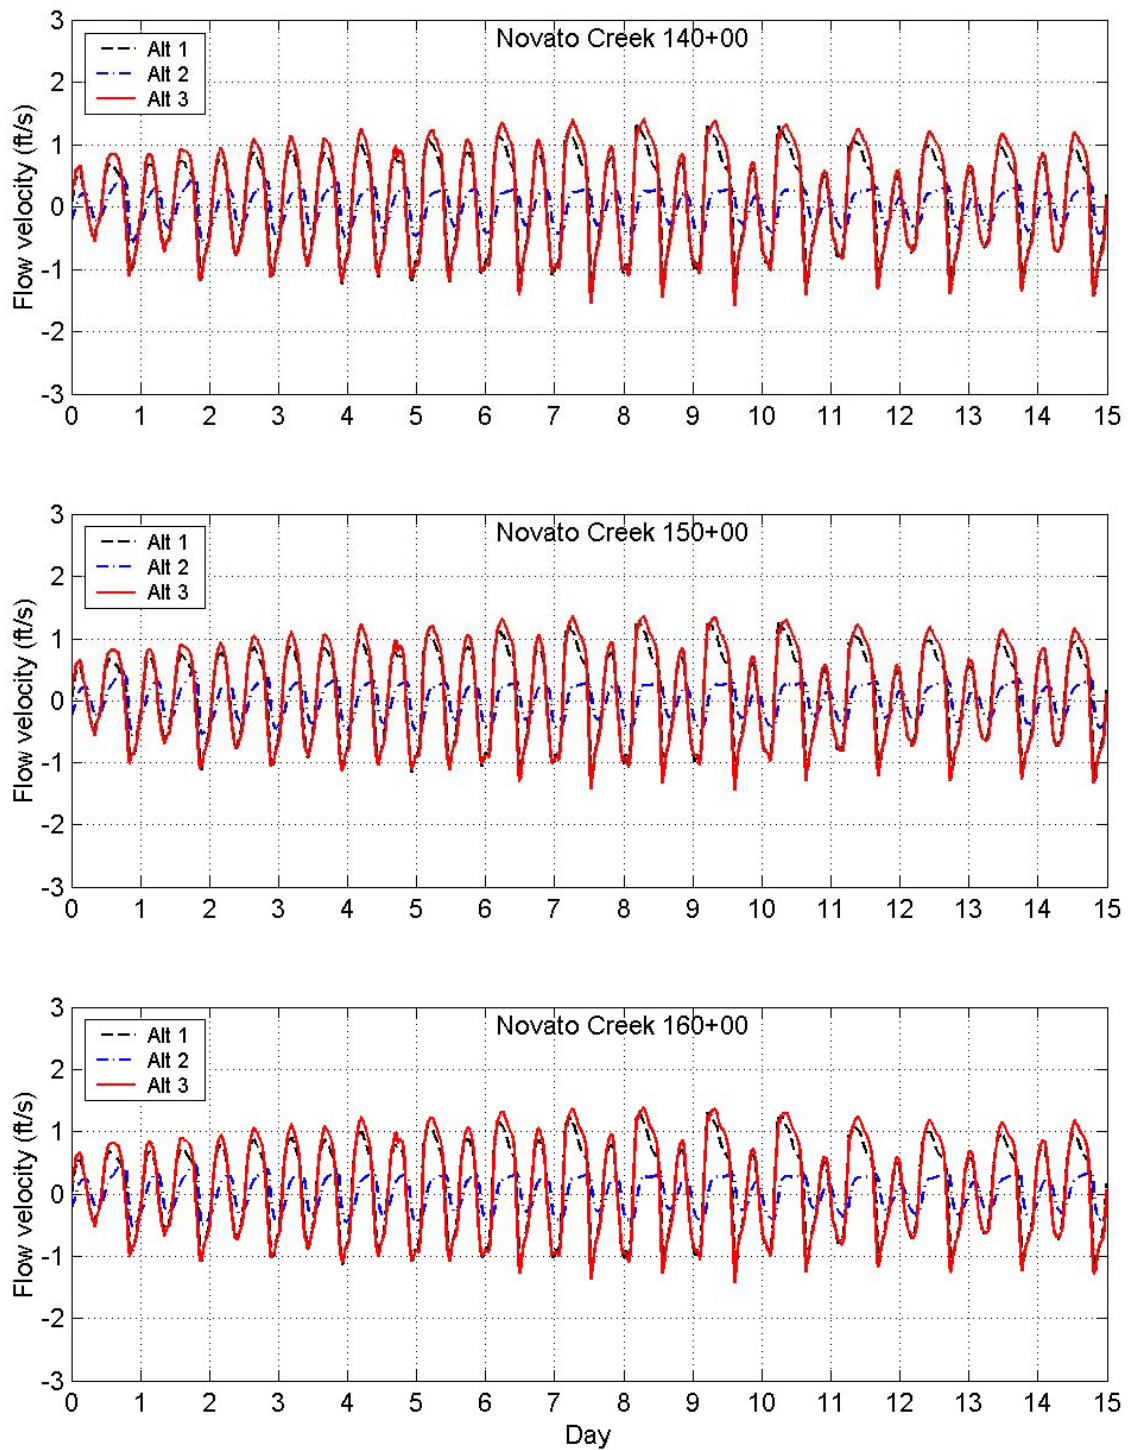 Novato Creek 140+00
Alt 1
Alt 2
Alt 3
Flow velocity (ft/s)
3
2
1
0
-1
-2
-3
0 1 2 3 4 5 6 7 8 9 10 11 12 13 14 15
Novato Creek 150+00
Alt 1
Alt 2
Alt 3
Flow velocity (ft/s)
3
2
1
0
-1
-2
-3
0 1 2 3 4 5 6 7 8 9 10 11 12 13 14 15
Novato Creek 160+00
Alt 1
Alt 2
Alt 3
Flow velocity (ft/s)
3
2
1
0
-1
-2
-3
0 1 2 3 4 5 6 7 8 9 10 11 12 13 14 15
Day